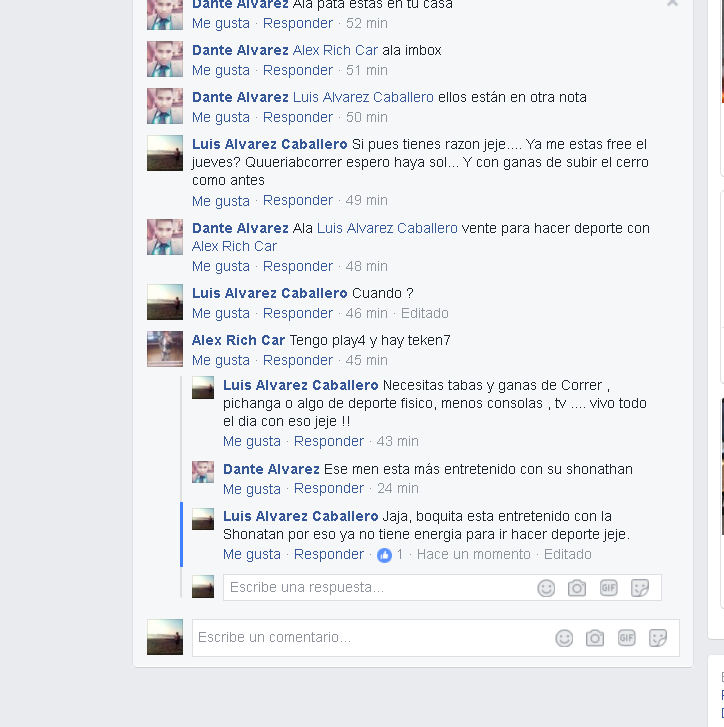 Dante Alvarez Ala pata estas en tu casa
Me gusta · Responder · 52 min
Dante Alvarez Alex Rich Car ala imbox
Me gusta · Responder · 51 min
Dante Alvarez Luis Alvarez Caballero ellos están en otra nota
Me gusta · Responder · 50 min
Luis Alvarez Caballero Si pues tienes razon jeje.... Ya me estas free el
jueves? Quueriabcorrer espero haya sol... Y con ganas de subir el cerro
como antes
Me gusta · Responder · 49 min
Dante Alvarez Ala Luis Alvarez Caballero vente para hacer deporte con
Alex Rich Car
Me gusta · Responder · 48 min
Luis Alvarez Caballero Cuando ?
Me gusta · Responder · 46 min · Editado
Alex Rich Car Tengo play4 y hay teken7
Me gusta · Responder · 45 min
Luis Alvarez Caballero Necesitas tabas y ganas de Correr ,
pichanga o algo de deporte fisico, menos consolas , tv .... vivo todo
el dia con eso jeje !!
Me gusta · Responder · 43 min
Dante Alvarez Ese men esta más entretenido con su shonathan
Me gusta · Responder · 24 min
Luis Alvarez Caballero Jaja, boquita esta entretenido con la
Shonatan por eso ya no tiene energia para ir hacer deporte jeje.
Me gusta · Responder · 1 · Hace un momento · Editado
Escribe una respuesta...
GIF
Escribe un comentario...
GIF